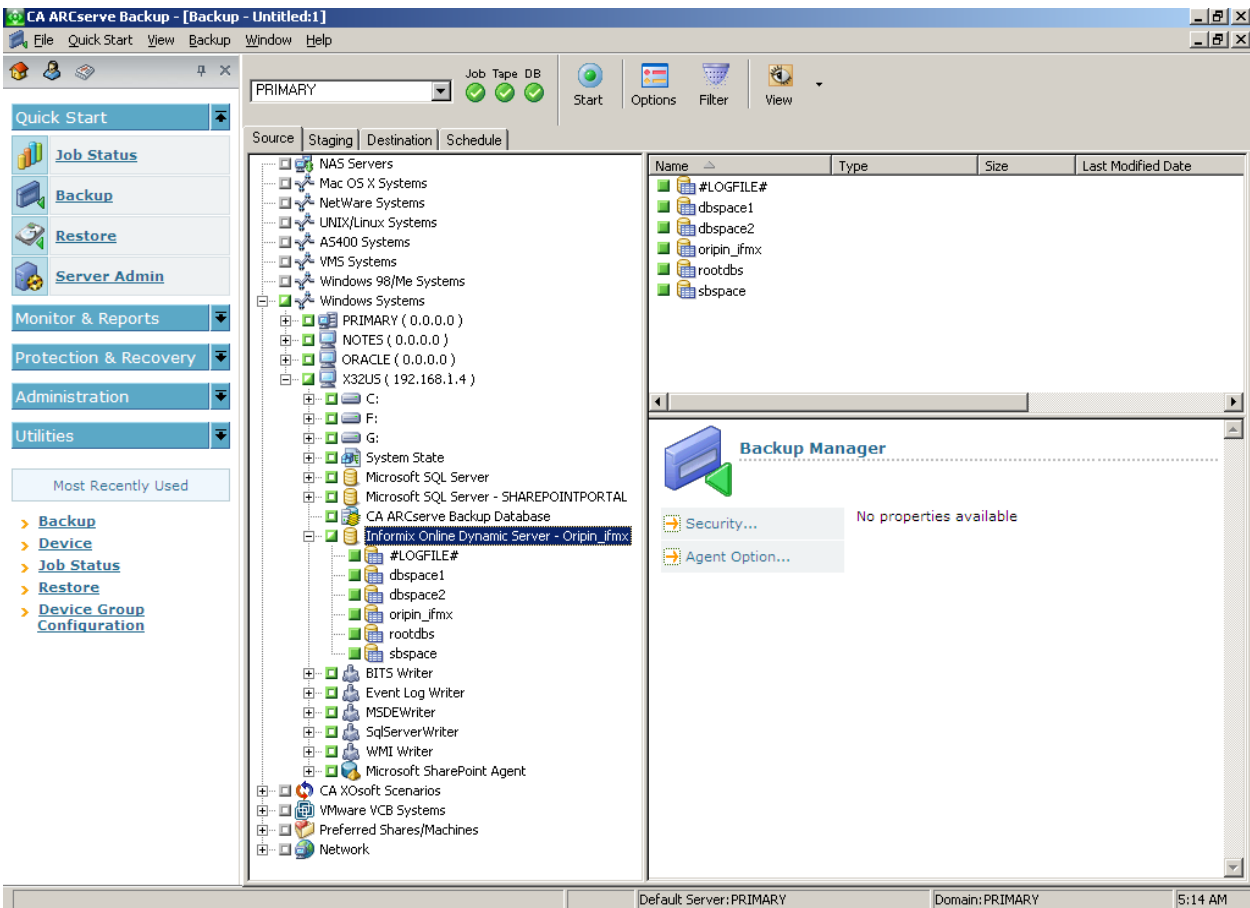 CA ARCserve Backup - [Backup - Untitled:1]
File Quick Start View Backup Window Help
PRIMARY
Job Tape DB
Start
Options
Filter
View
Quick Start
Job Status
Backup
Restore
Server Admin
Monitor & Reports
Protection & Recovery
Administration
Utilities
Most Recently Used
Backup
Device
Job Status
Restore
Device Group
Configuration
Source Staging Destination Schedule
NAS Servers
Mac OS X Systems
NetWare Systems
UNIX/Linux Systems
AS400 Systems
VMS Systems
Windows 98/Me Systems
Windows Systems
PRIMARY ( 0.0.0.0 )
NOTES ( 0.0.0.0 )
ORACLE ( 0.0.0.0 )
X32US ( 192.168.1.4 )
C:
F:
G:
System State
Microsoft SQL Server
Microsoft SQL Server - SHAREPOINTPORTAL
CA ARCserve Backup Database
Informix Online Dynamic Server - Oripin_ifmx
#LOGFILE#
dbspace1
dbspace2
oripin_ifmx
rootdbs
sbspace
BITS Writer
Event Log Writer
MSDEWriter
SqlServerWriter
WMI Writer
Microsoft SharePoint Agent
CA XOsoft Scenarios
VMware VCB Systems
Preferred Shares/Machines
Network
Name Type Size Last Modified Date
#LOGFILE#
dbspace1
dbspace2
oripin_ifmx
rootdbs
sbspace
Backup Manager
Security...
Agent Option...
No properties available
Default Server:PRIMARY
Domain:PRIMARY
5:14 AM